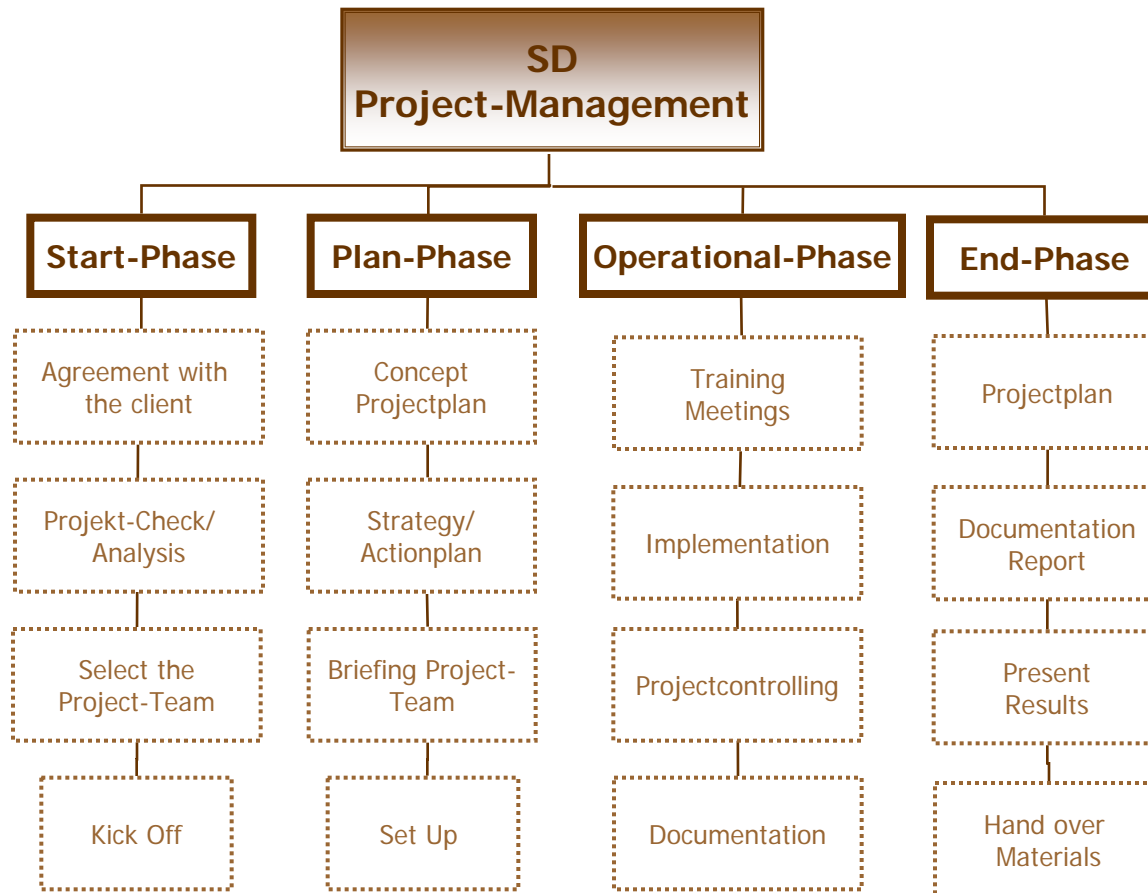 SD
Project-Management
Start-Phase
Plan-Phase
Operational-Phase
End-Phase
Agreement with
the client
Projekt-Check/
Analysis
Select the
Project-Team
Kick Off
Concept
Projectplan
Strategy/
Actionplan
Briefing Project-
Team
Set Up
Training
Meetings
Implementation
Projectcontrolling
Documentation
Projectplan
Documentation
Report
Present
Results
Hand over
Materials